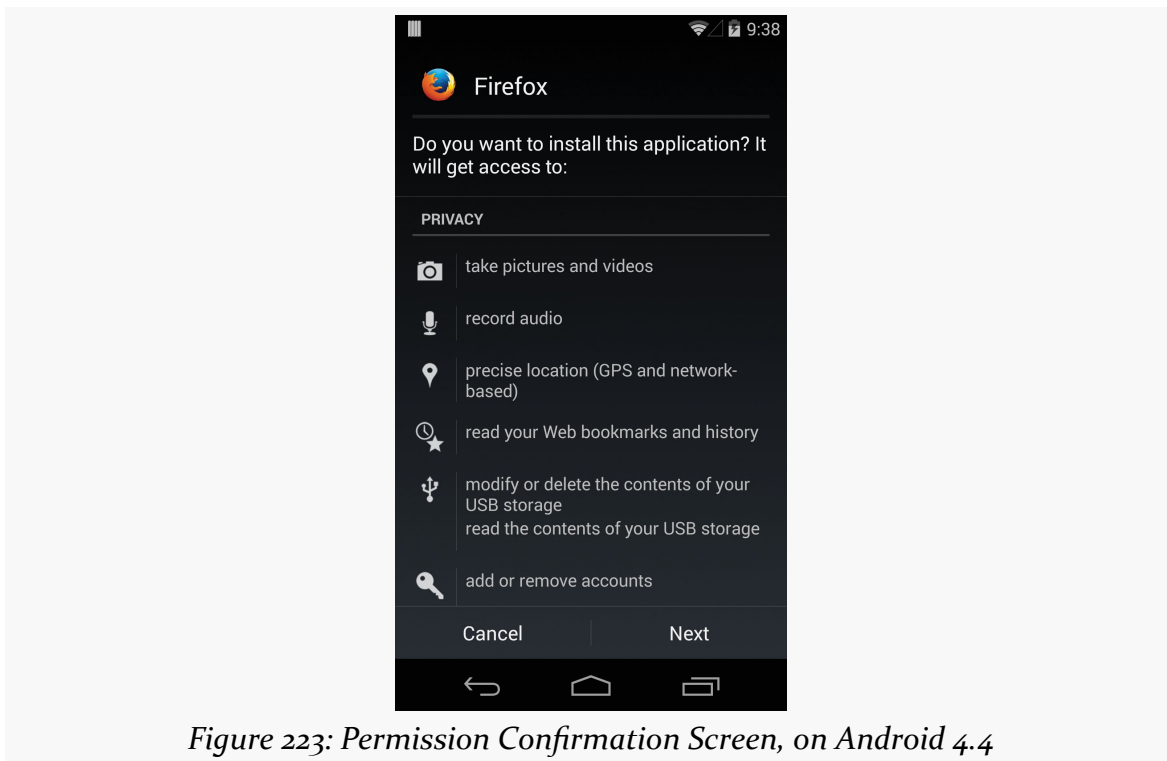 9:38
Firefox
Do you want to install this application? It
will get access to:
PRIVACY
take pictures and videos
record audio
precise location (GPS and network-
based)
read your Web bookmarks and history
modify or delete the contents of your
USB storage
read the contents of your USB storage
add or remove accounts
Cancel Next
Figure 223: Permission Confirmation Screen, on Android 4.4